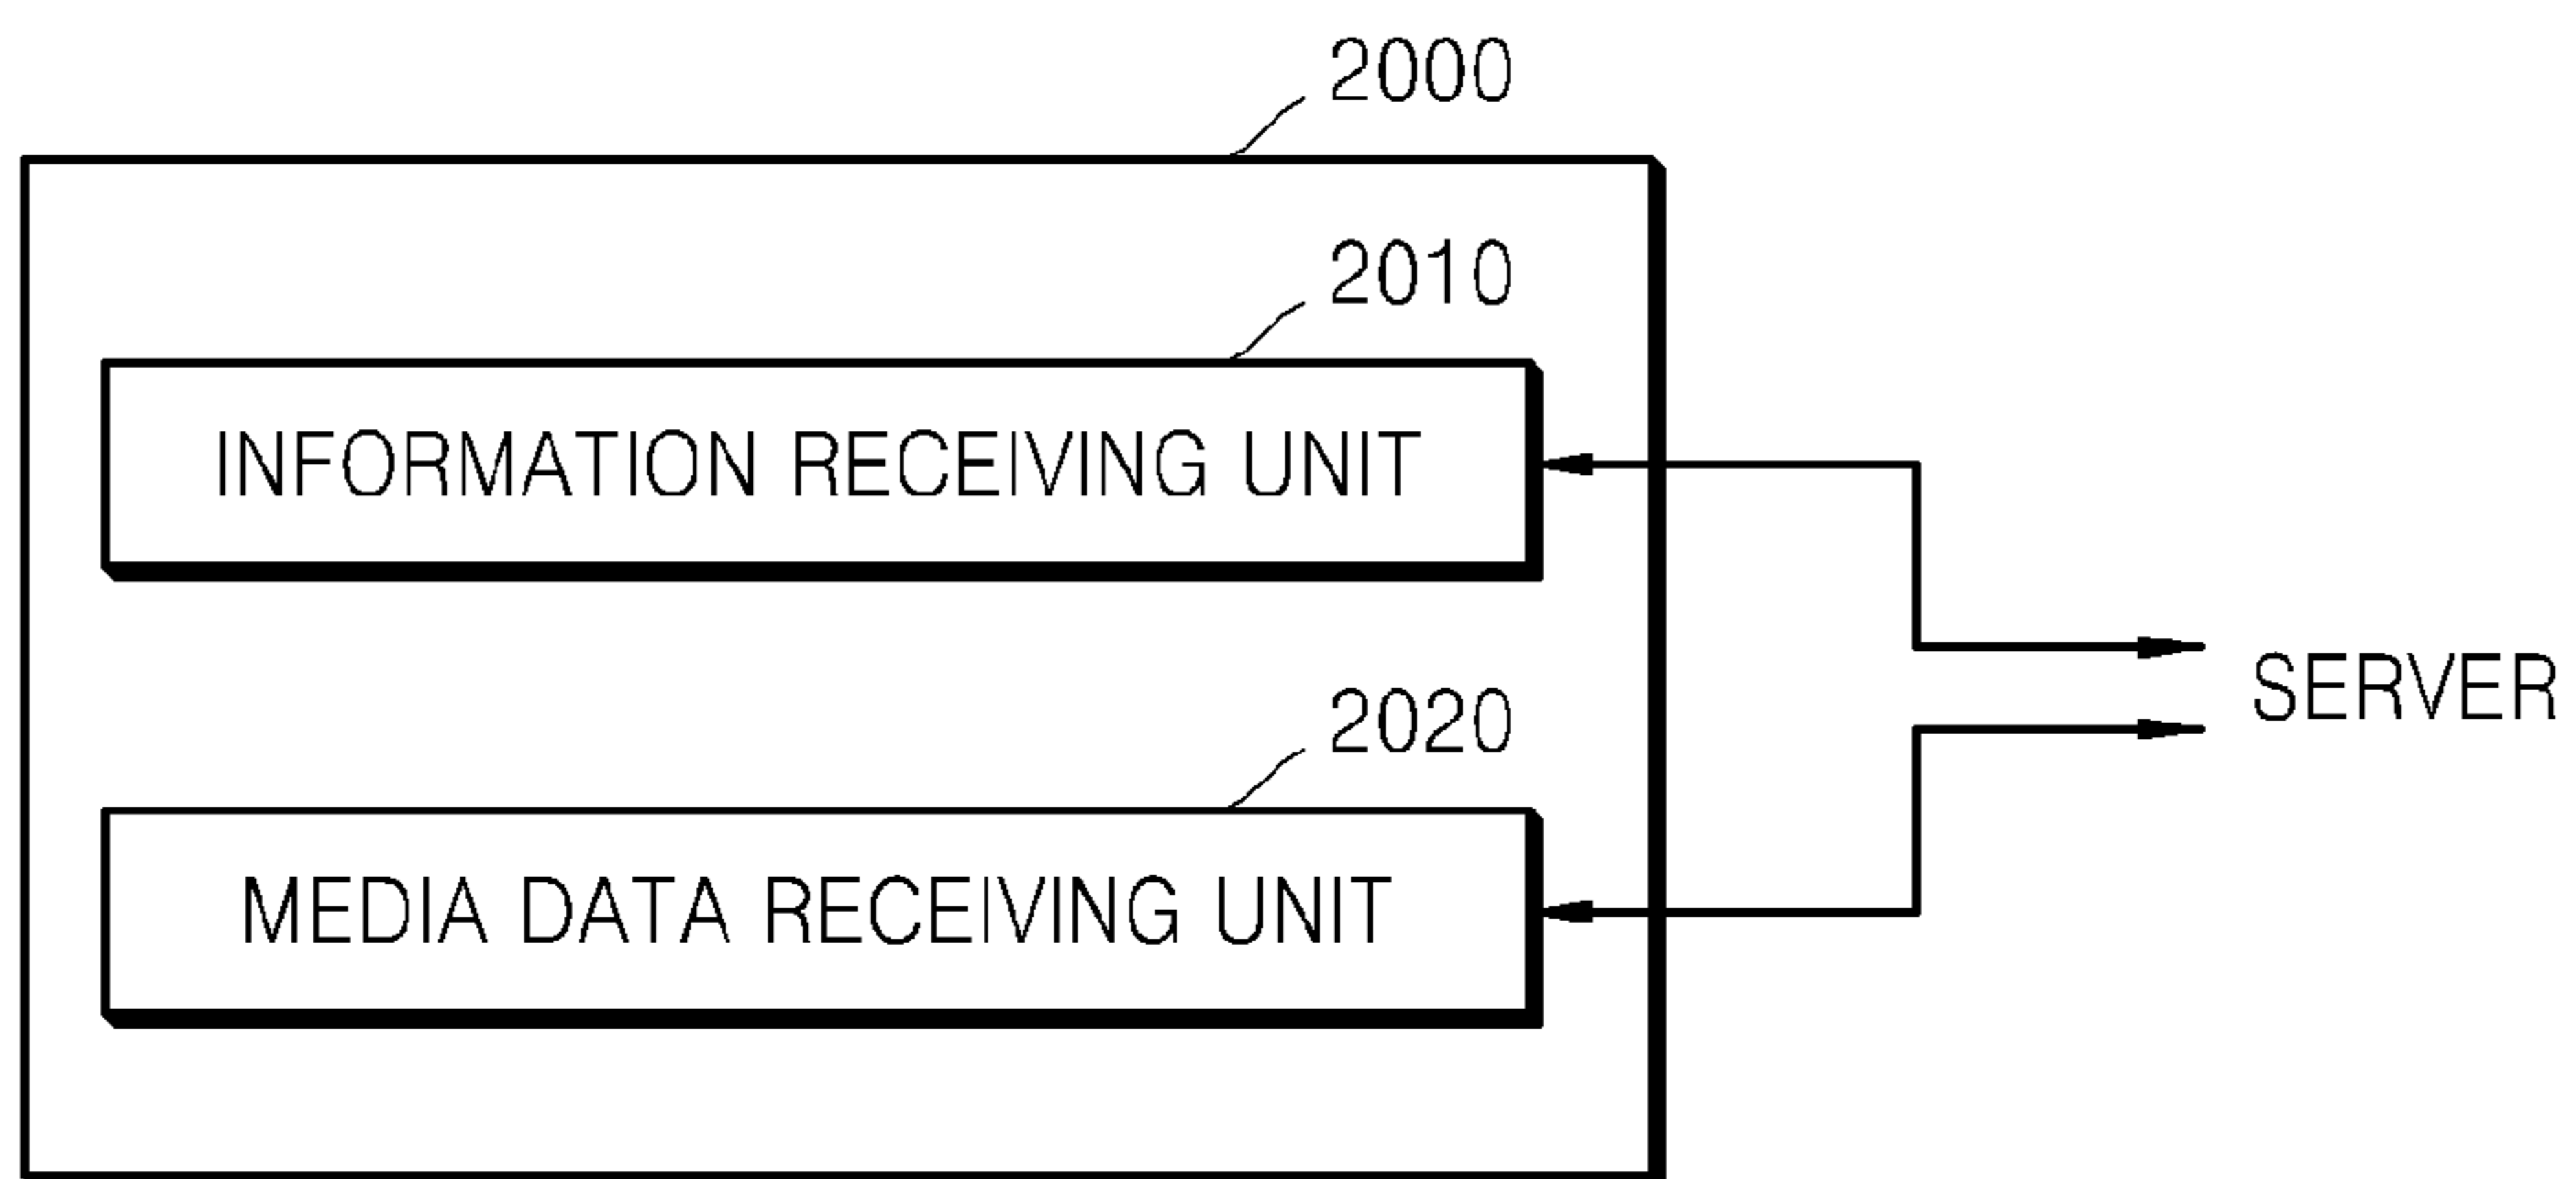 2000
2010
INFORMATION RECEIVING UNIT
SERVER
2020
MEDIA DATA RECEIVING UNIT